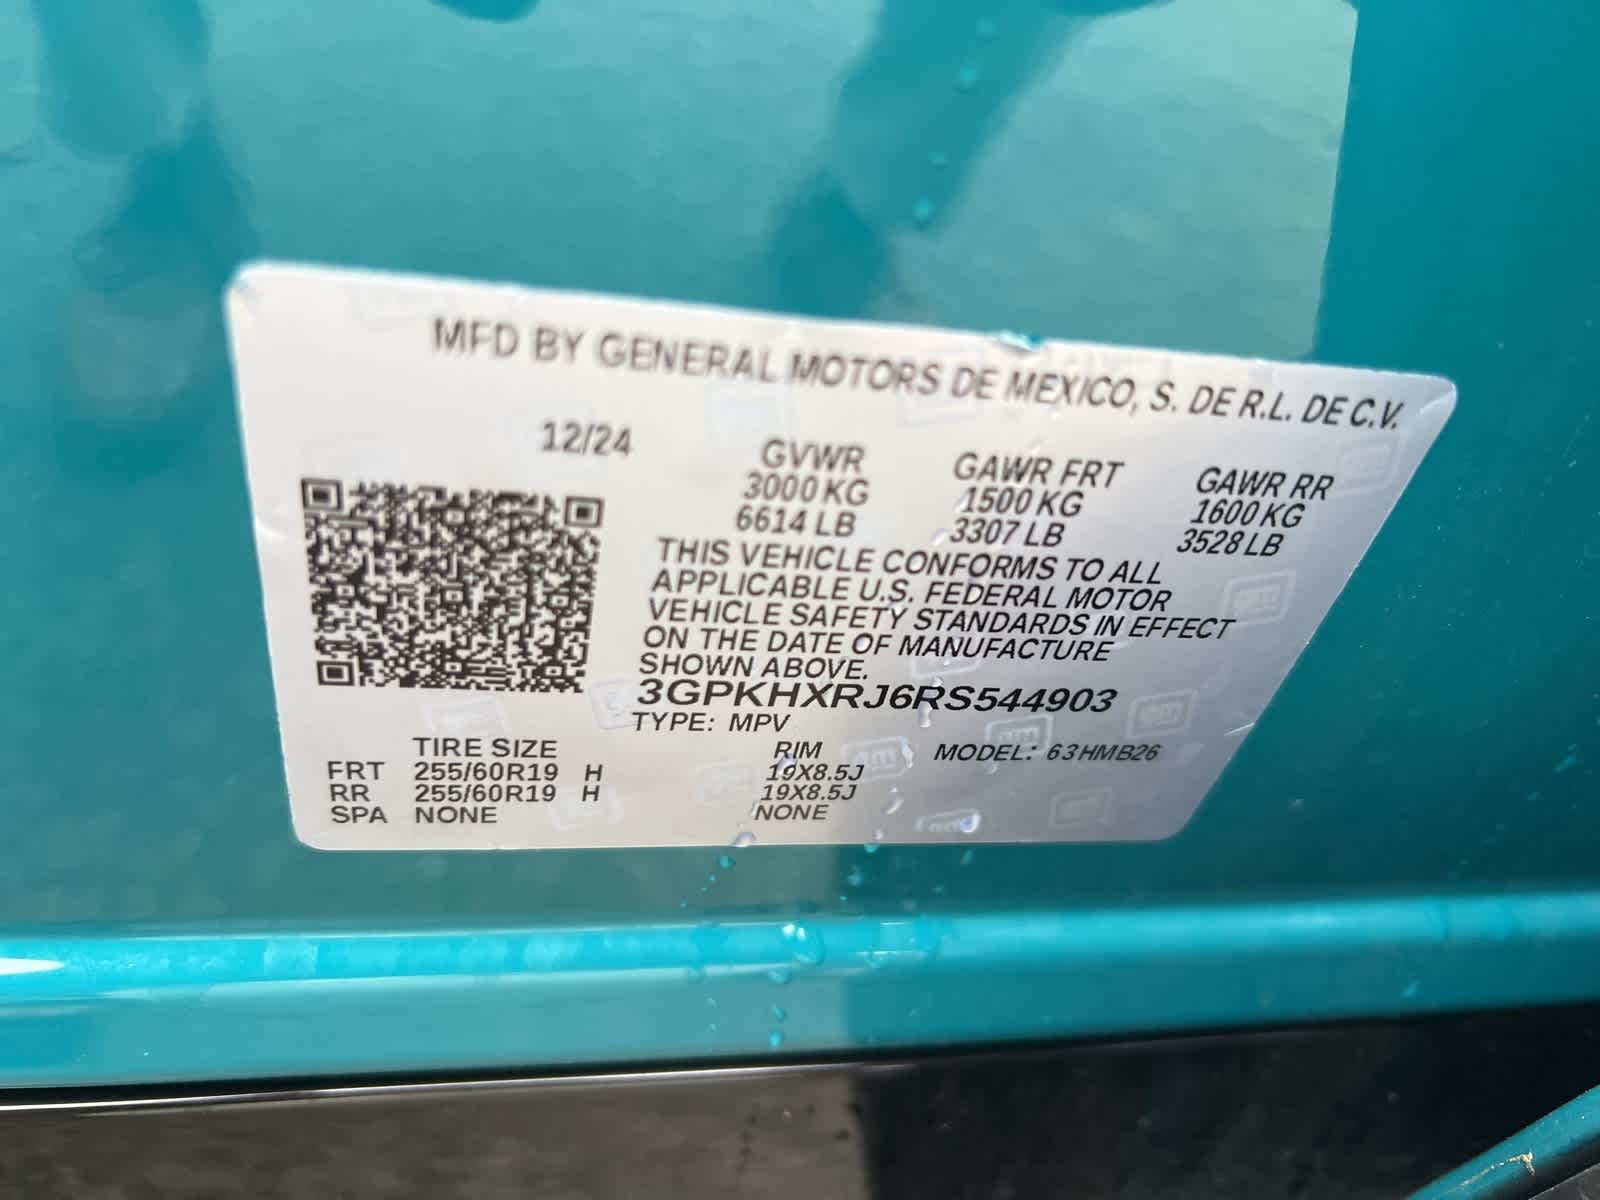 MFD BY GENERAL MOTORS DE MEXICO, S. DE R.L. DE C.V.
12/24
GVWR GAWR FRT GAWR RR
3000 KG 1500 KG 1600 KG
6614 LB 3307 LB 3528 LB
THIS VEHICLE CONFORMS TO ALL
APPLICABLE U.S. FEDERAL MOTOR
VEHICLE SAFETY STANDARDS IN EFFECT
ON THE DATE OF MANUFACTURE
SHOWN ABOVE.
3GPKHXRJ6RS544903
TYPE: MPV
TIRE SIZE RIM MODEL: 63HMB26
FRT 255/60R19 H 19X8.5J
RR 255/60R19 H 19X8.5J
SPA NONE NONE